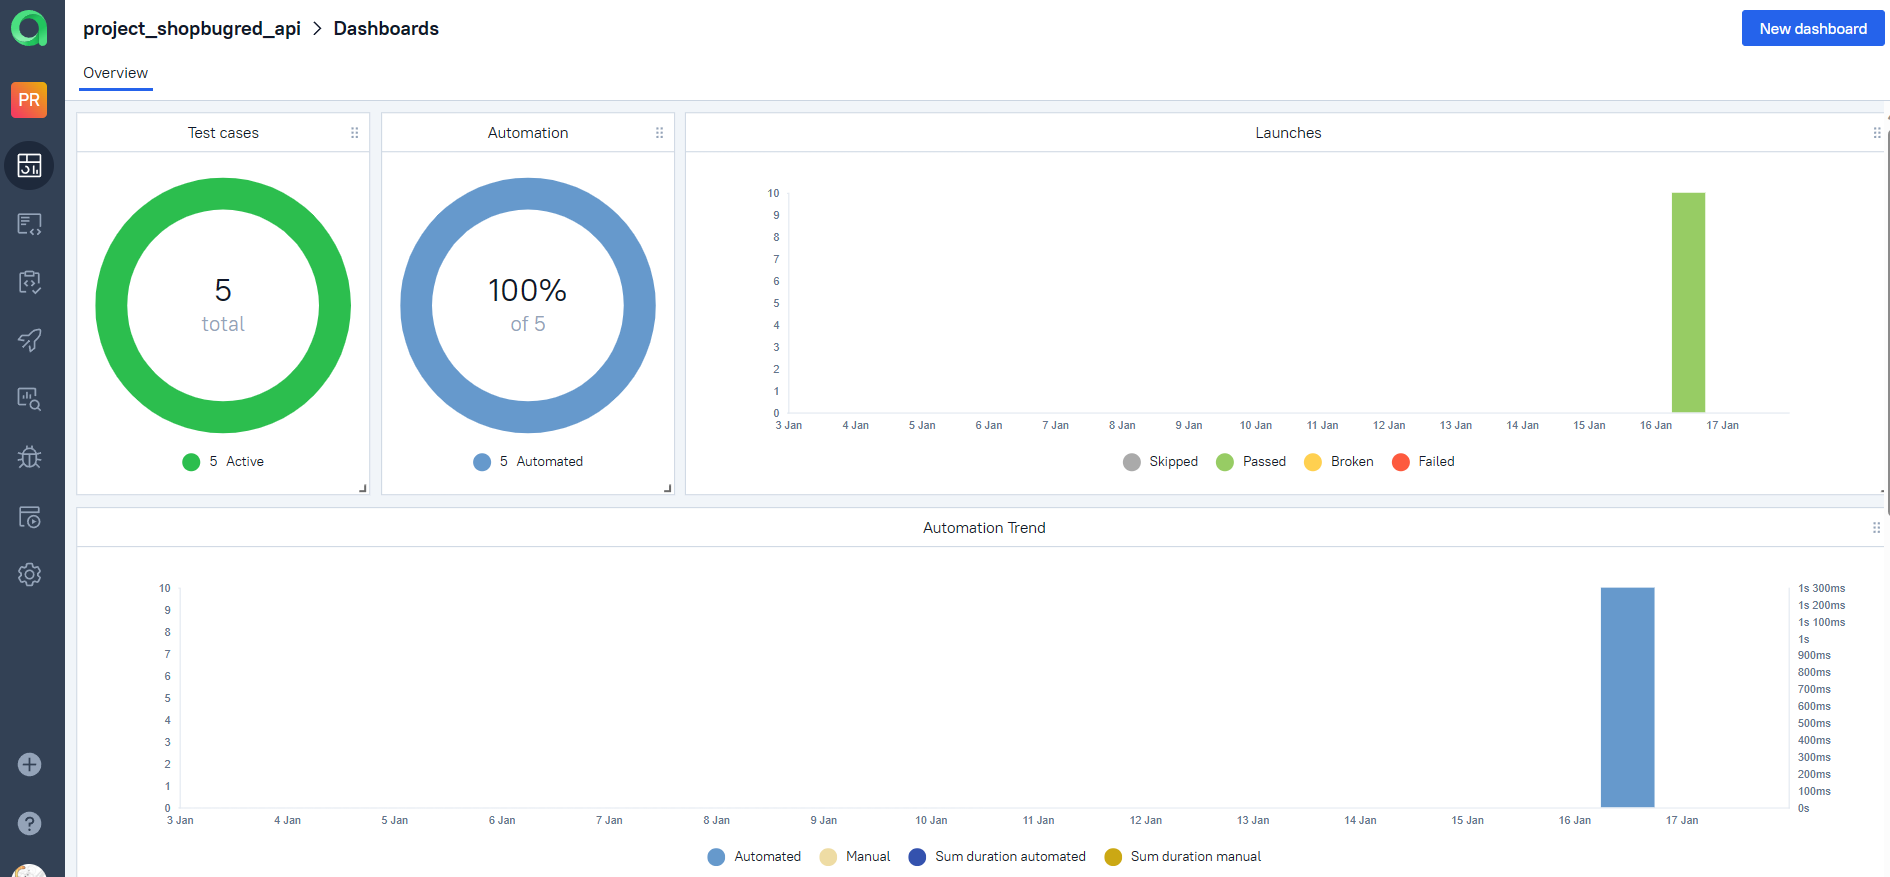 project_shopbugred_api > Dashboards
New dashboard
PR
Overview
Test cases
5
total
5 Active
Automation
100%
of 5
5 Automated
Launches
10
9
8
7
6
5
4
3
2
1
0
3 Jan 4 Jan 5 Jan 6 Jan 7 Jan 8 Jan 9 Jan 10 Jan 11 Jan 12 Jan 13 Jan 14 Jan 15 Jan 16 Jan 17 Jan
Skipped Passed Broken Failed
Automation Trend
10
9
8
7
6
5
4
3
2
1
0
1s 300ms
1s 200ms
1s 100ms
1s
900ms
800ms
700ms
600ms
500ms
400ms
300ms
200ms
100ms
0s
3 Jan 4 Jan 5 Jan 6 Jan 7 Jan 8 Jan 9 Jan 10 Jan 11 Jan 12 Jan 13 Jan 14 Jan 15 Jan 16 Jan 17 Jan
Automated Manual Sum duration automated Sum duration manual